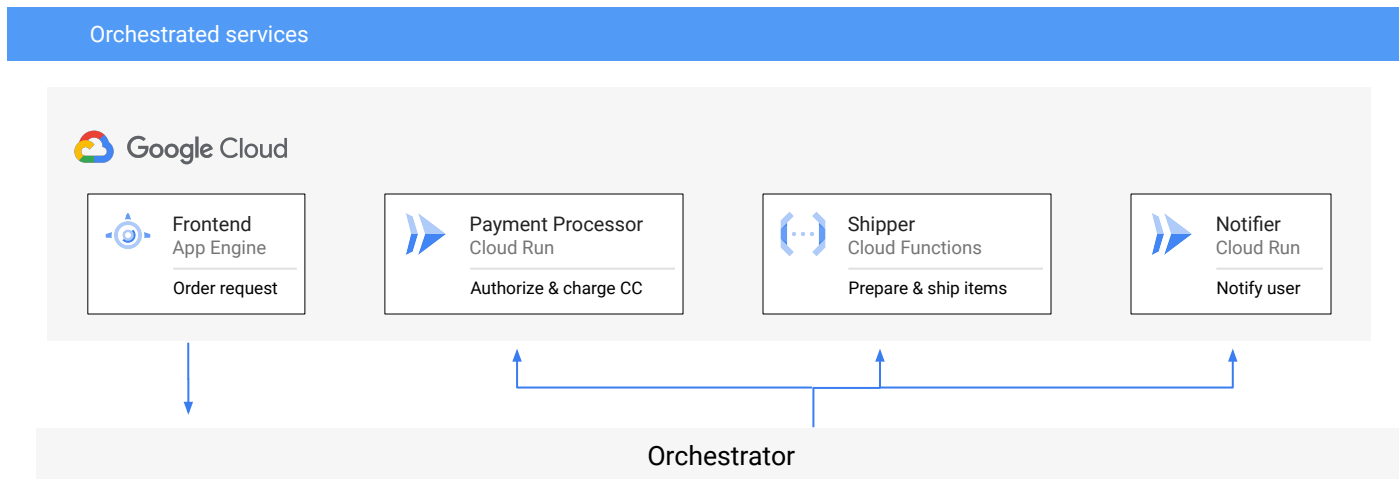 Orchestrated services
Google Cloud
Frontend
App Engine
Order request
Payment Processor
Cloud Run
Authorize & charge CC
Shipper
Cloud Functions
Prepare & ship items
Notifier
Cloud Run
Notify user
Orchestrator